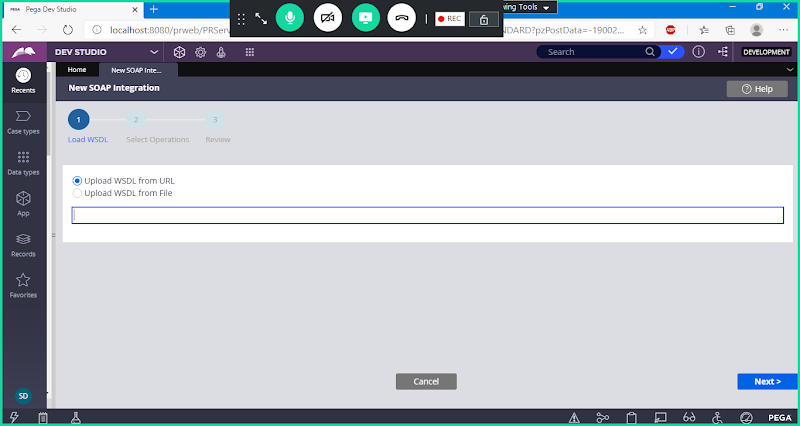 PEGA Pega Dev Studio
wing Tools
localhost:8080/prweb/PRServ
NDARD?pzPostData=-19002...
REC
ABP
DEV STUDIO
Search
DEVELOPMENT
Recents
Home
New SOAP Inte...
New SOAP Integration
Help
1
2
3
Load WSDL
Select Operations
Review
Case types
Upload WSDL from URL
Upload WSDL from File
Data types
App
Records
Favorites
Cancel
Next >
SD
PEGA